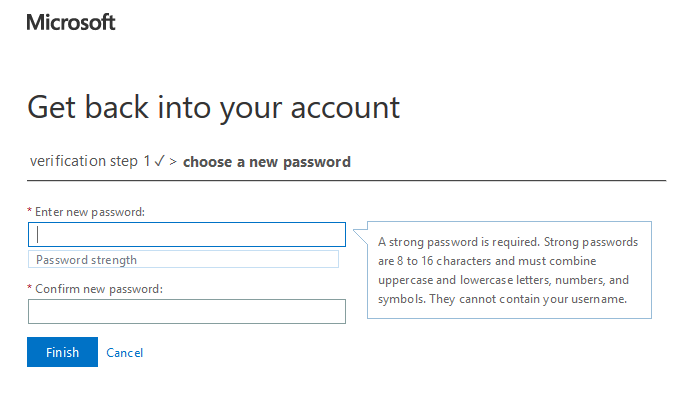 Microsoft
Get back into your account
verification step 1 ✓ > choose a new password
* Enter new password:
Password strength
A strong password is required. Strong passwords
are 8 to 16 characters and must combine
uppercase and lowercase letters, numbers, and
symbols. They cannot contain your username.
* Confirm new password:
Finish Cancel